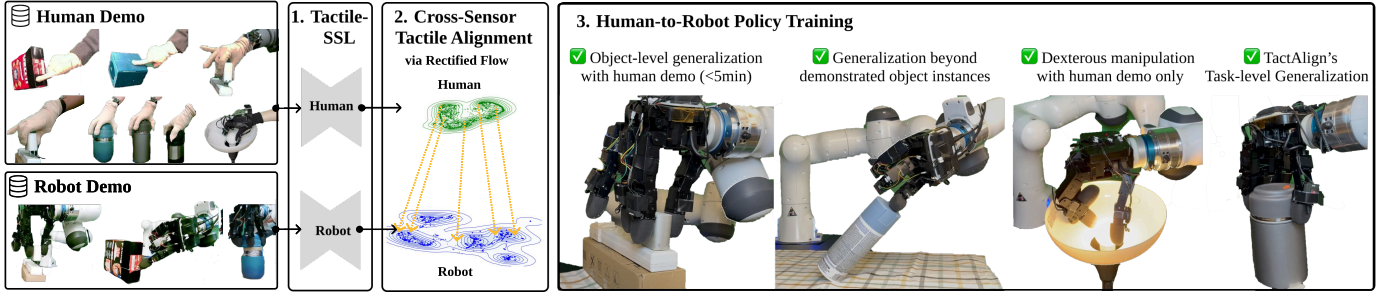 Human Demo
Robot Demo
1. Tactile-
SSL
Human
Robot
2. Cross-Sensor
Tactile Alignment
via Rectified Flow
Human
Robot
3. Human-to-Robot Policy Training
✅ Object-level generalization
with human demo (<5min)
✅ Generalization beyond
demonstrated object instances
✅ Dexterous manipulation
with human demo only
✅ TactAlign's
Task-level Generalization